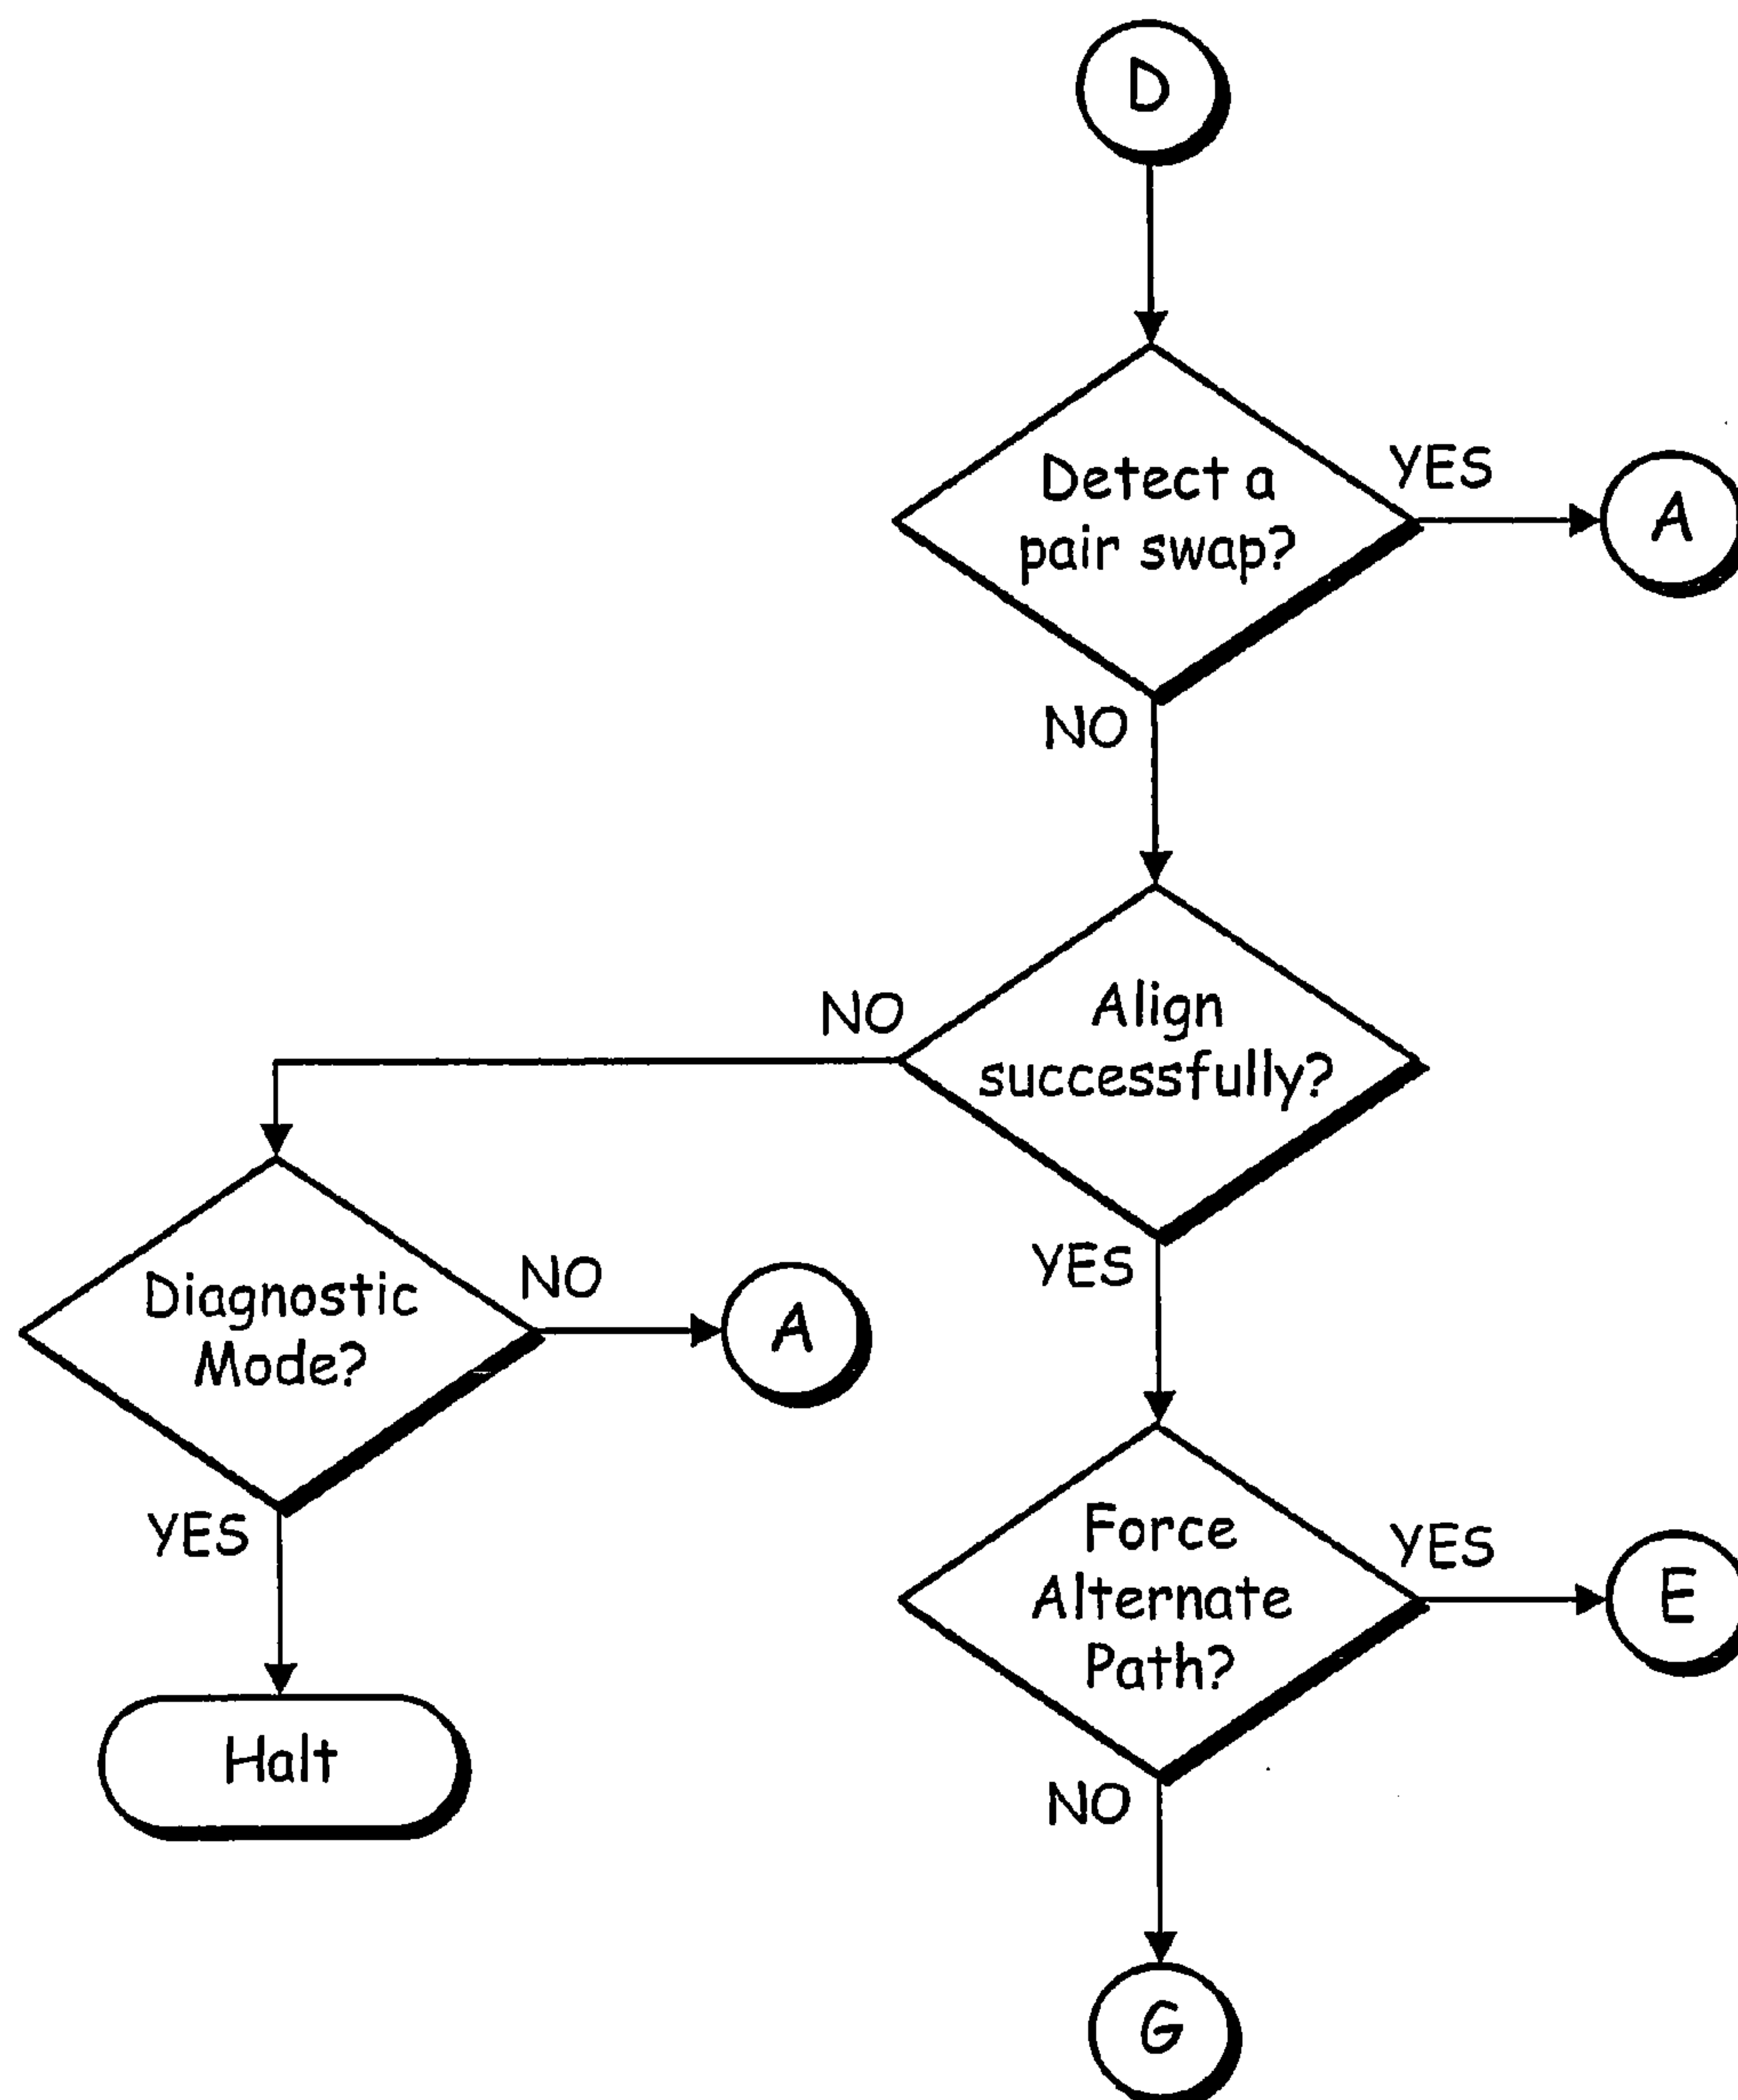 D
Detect a
pair swap?
YES
A
NO
Align
successfully?
NO
YES
Diagnostic
Mode?
NO
A
YES
Halt
Force
Alternate
Path?
YES
E
NO
G